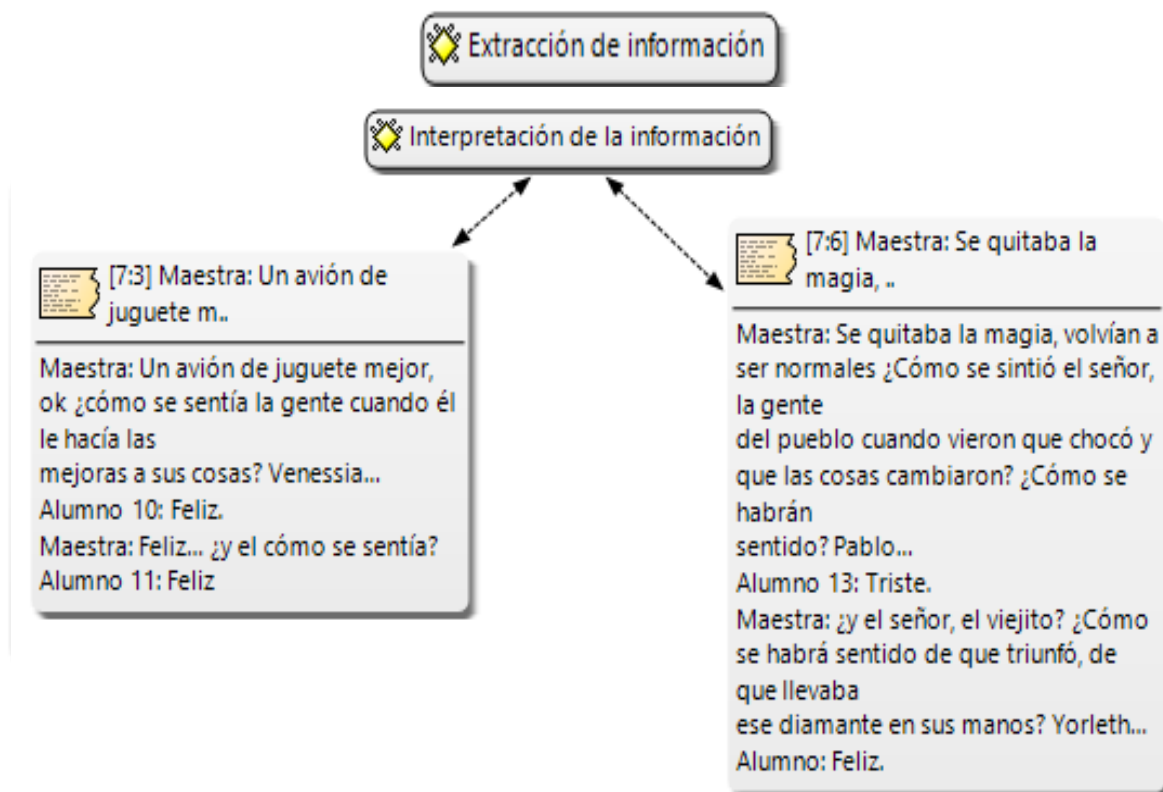 Extracción de información
Interpretación de la información
[7:3] Maestra: Un avión de
juguete m..
Maestra: Un avión de juguete mejor,
ok ¿cómo se sentía la gente cuando él
le hacía las
mejoras a sus cosas? Venessia...
Alumno 10: Feliz.
Maestra: Feliz... ¿y el cómo se sentía?
Alumno 11: Feliz
[7:6] Maestra: Se quitaba la
magia, ..
Maestra: Se quitaba la magia, volvían a
ser normales ¿Cómo se sintió el señor,
la gente
del pueblo cuando vieron que chocó y
que las cosas cambiaron? ¿Cómo se
habrán
sentido? Pablo...
Alumno 13: Triste.
Maestra: ¿y el señor, el viejito? ¿Cómo
se habrá sentido de que triunfó, de
que llevaba
ese diamante en sus manos? Yorleth...
Alumno: Feliz.